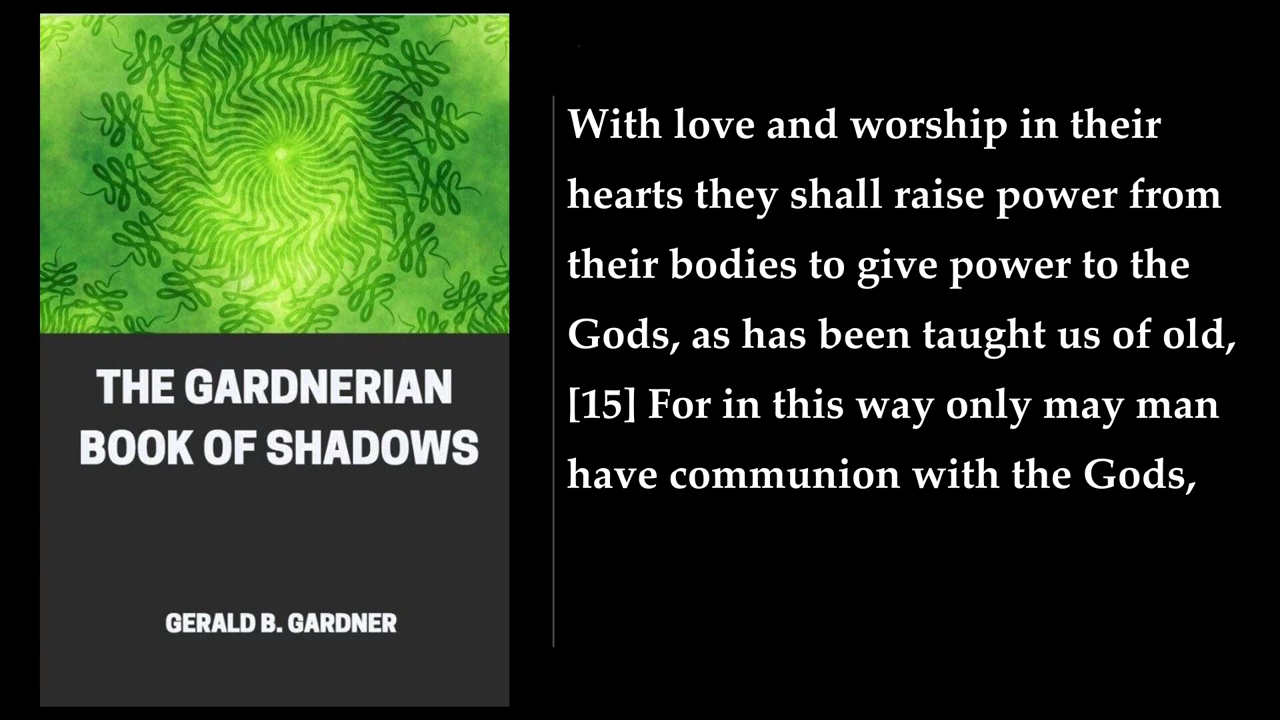 THE GARDNERIAN
BOOK OF SHADOWS
GERALD B. GARDNER
With love and worship in their
hearts they shall raise power from
their bodies to give power to the
Gods, as has been taught us of old,
[15] For in this way only may man
have communion with the Gods,